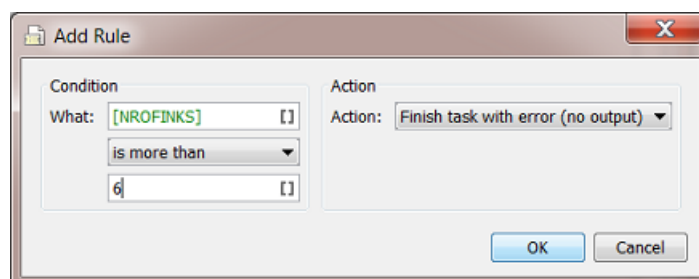 Add Rule
Condition
What: [NROFINKS] []
is more than
6 []
Action
Action: Finish task with error (no output)
OK Cancel